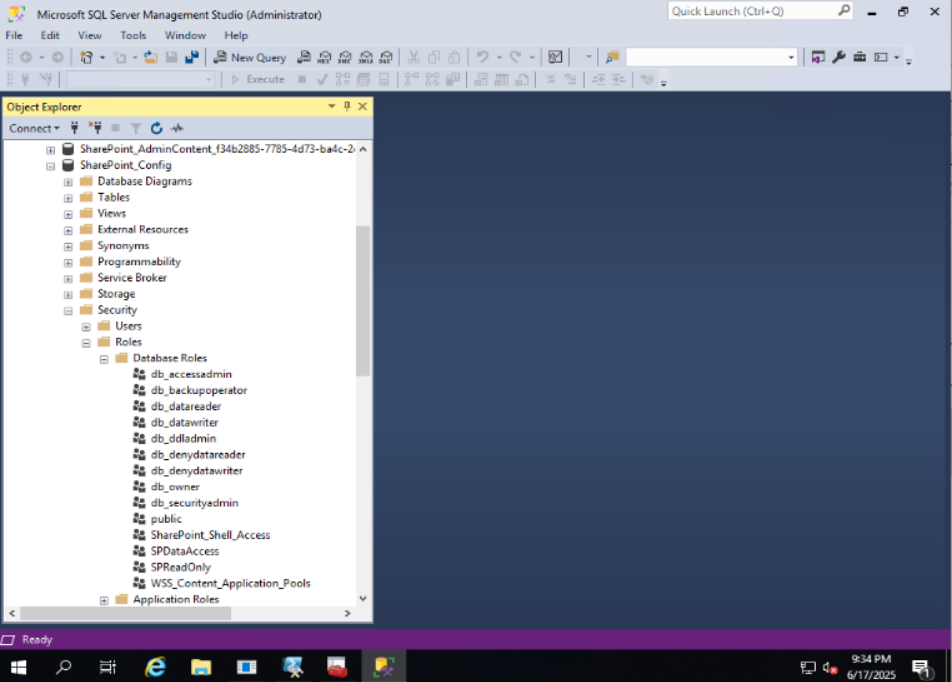 Microsoft SQL Server Management Studio (Administrator)
Quick Launch (Ctrl+Q)
File Edit View Tools Window Help
New Query
Execute
Object Explorer
Connect
SharePoint_AdminContent_f34b2885-7785-4d73-ba4c-2
SharePoint_Config
Database Diagrams
Tables
Views
External Resources
Synonyms
Programmability
Service Broker
Storage
Security
Users
Roles
Database Roles
db_accessadmin
db_backupoperator
db_datareader
db_datawriter
db_ddladmin
db_denydatareader
db_denydatawriter
db_owner
db_securityadmin
public
SharePoint_Shell_Access
SPDataAccess
SPReadOnly
WSS_Content_Application_Pools
Application Roles
Ready
9:34 PM
6/17/2025
1